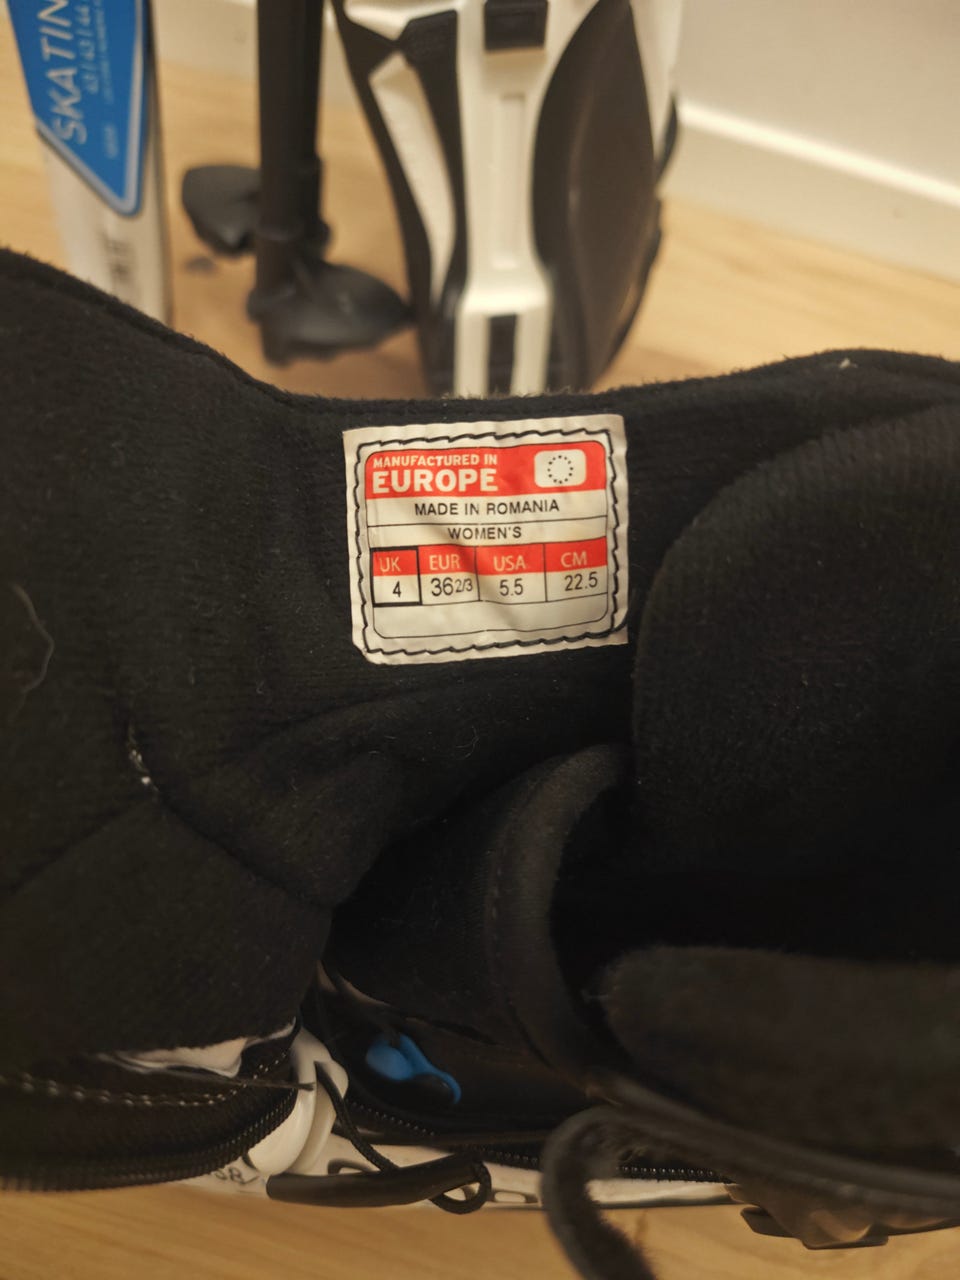 SKATIN
MANUFACTURED IN
EUROPE
MADE IN ROMANIA
WOMEN'S
UK EUR USA CM
4 36 2/3 5.5 22.5